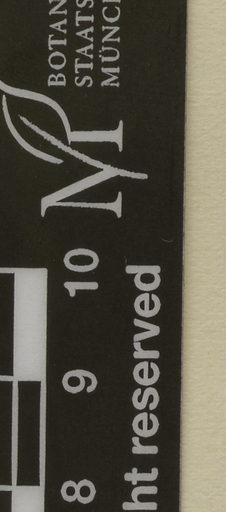 BOTAN
STAATS
MÜNC
M
8 9 10
ht reserved